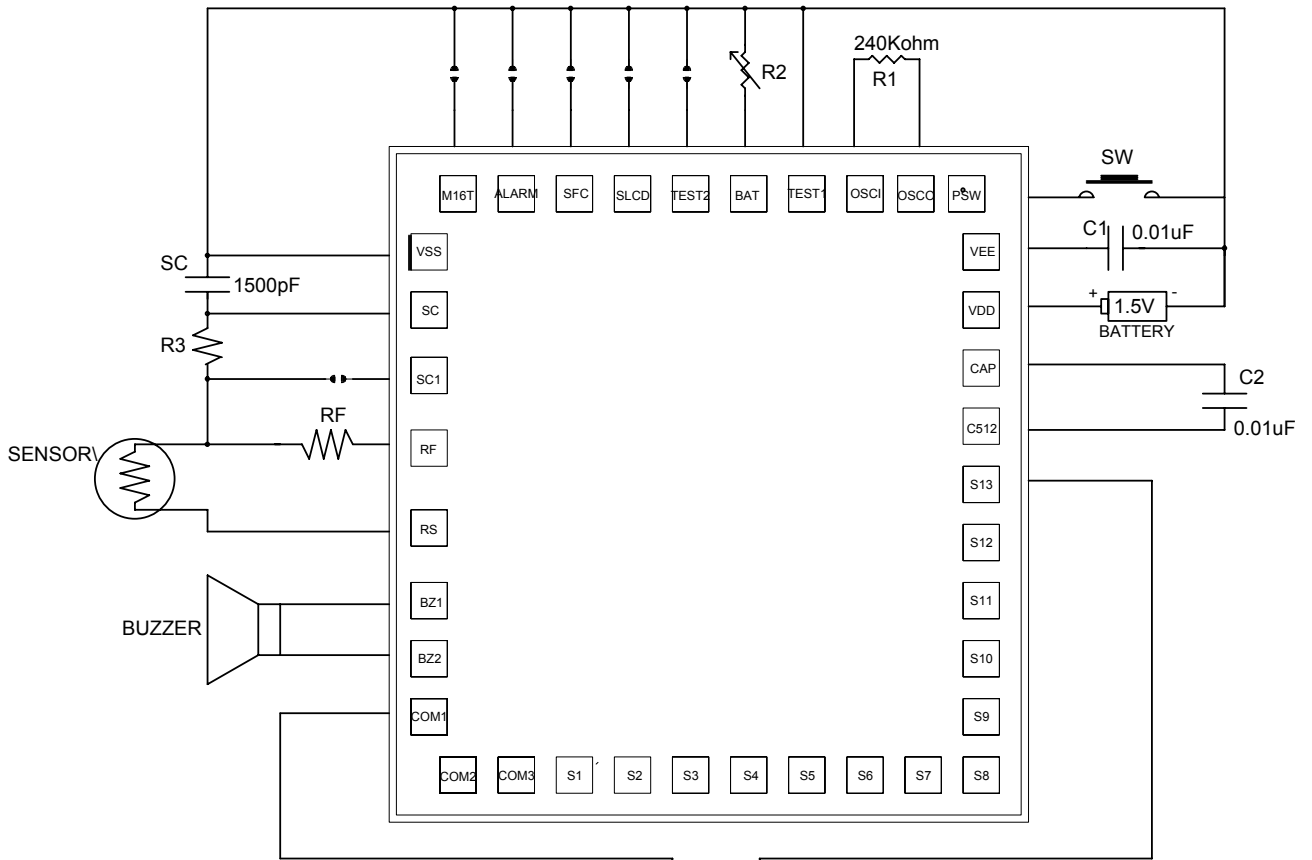 240Kohm
R2
R1
SW
M16T ALARM SFC SLCD TEST2 BAT TEST1 OSCI OSCO PSW
C1 0.01uF
VSS
VEE
SC
1500pF
SC
VDD
+ -
1.5V
BATTERY
R3
SC1
CAP
C2
0.01uF
RF
RF
C512
SENSOR\
S13
RS
S12
BZ1
S11
BUZZER
BZ2
S10
COM1
S9
COM2 COM3 S1 S2 S3 S4 S5 S6 S7 S8